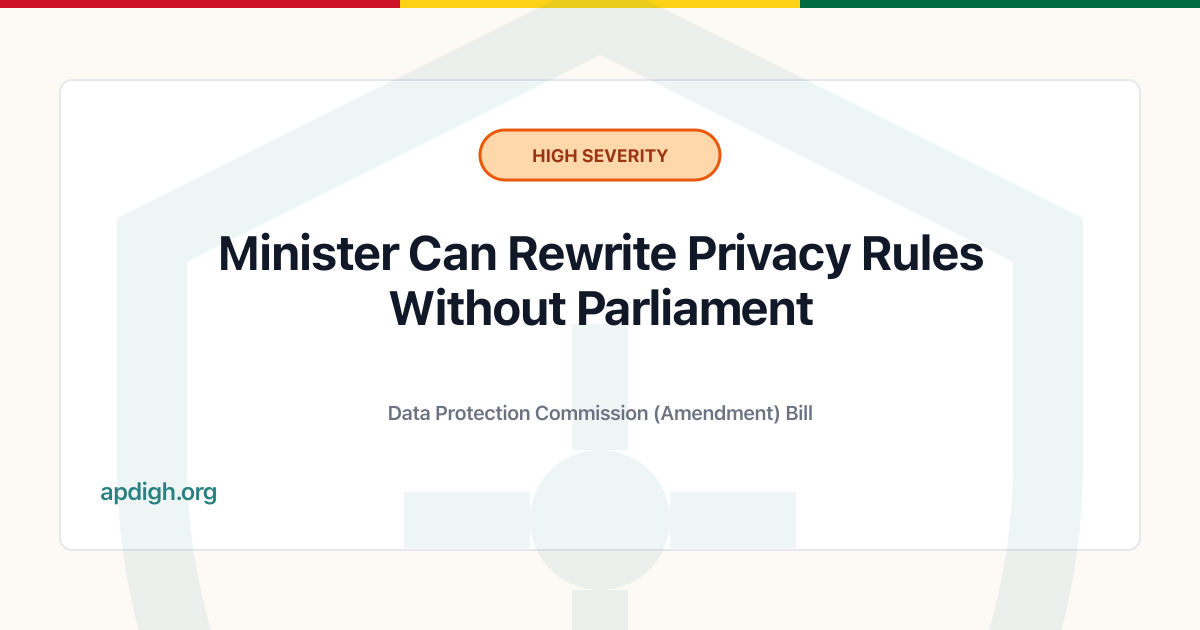 HIGH SEVERITY
Minister Can Rewrite Privacy Rules
Without Parliament
Data Protection Commission (Amendment) Bill
apdigh.org